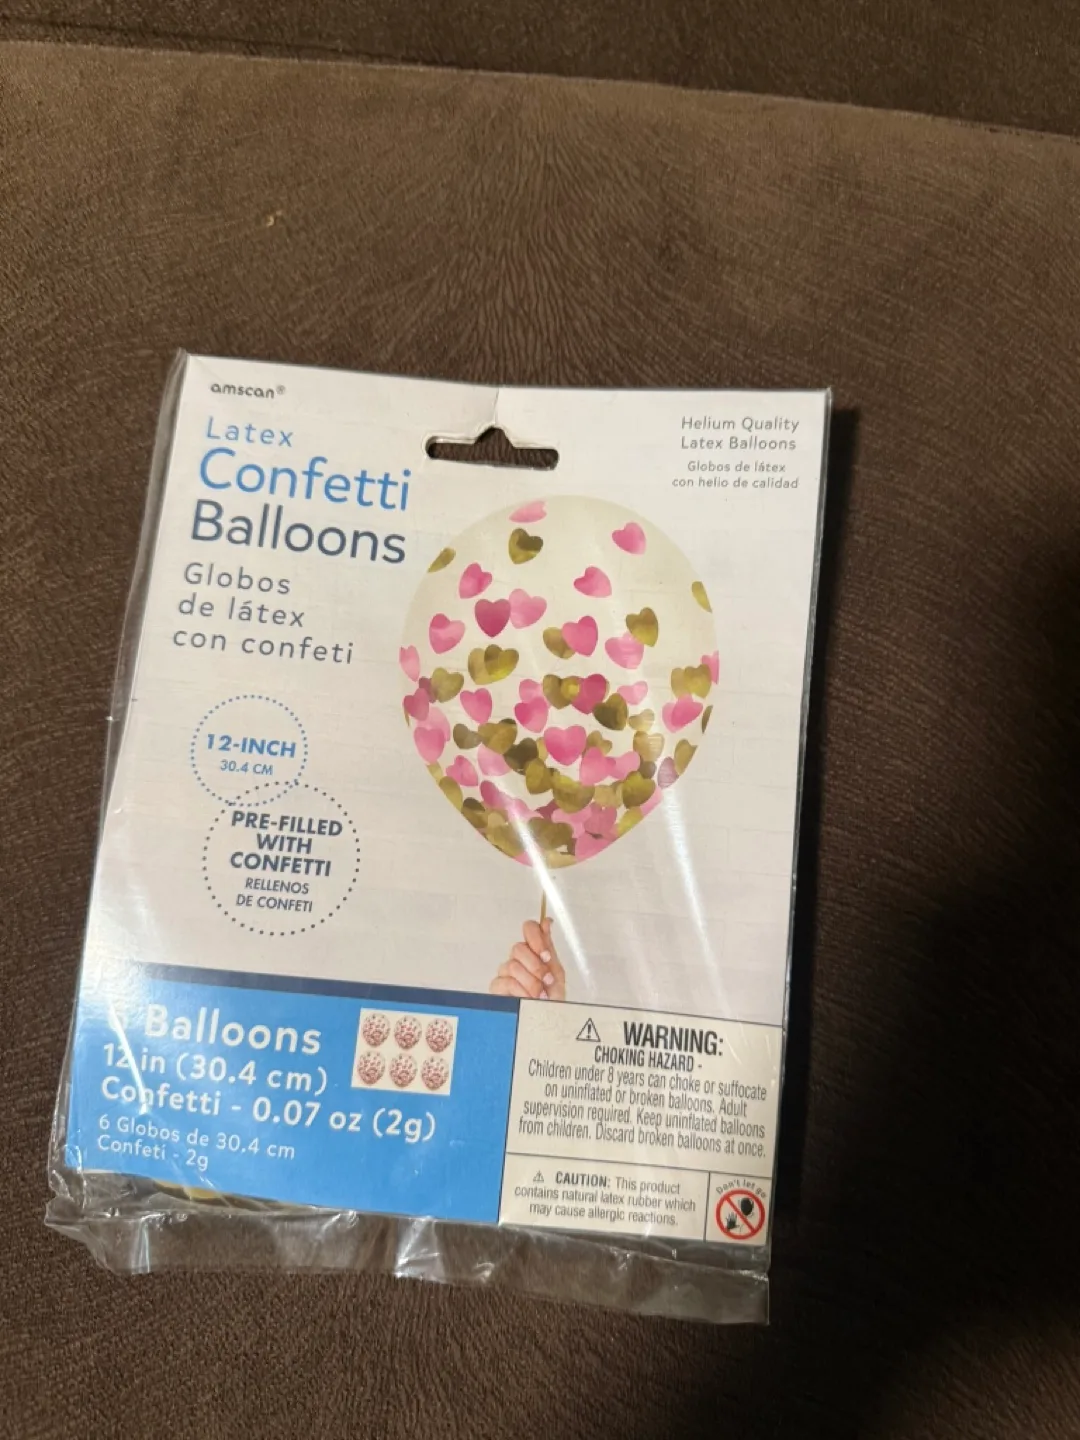 amscan®
Latex
Confetti
Balloons
Globos
de látex
con confeti
Helium Quality
Latex Balloons
Globos de látex
con helio de calidad
12-INCH
30.4 CM
PRE-FILLED
WITH
CONFETTI
RELLENOS
DE CONFETI
Balloons
12 in (30.4 cm)
Confetti - 0.07 oz (2g)
6 Globos de 30.4 cm
Confeti - 2g
WARNING:
CHOKING HAZARD -
Children under 8 years can choke or suffocate
on uninflated or broken balloons. Adult
supervision required. Keep uninflated balloons
from children. Discard broken balloons at once.
CAUTION: This product
contains natural latex rubber which
may cause allergic reactions.
Don't let go